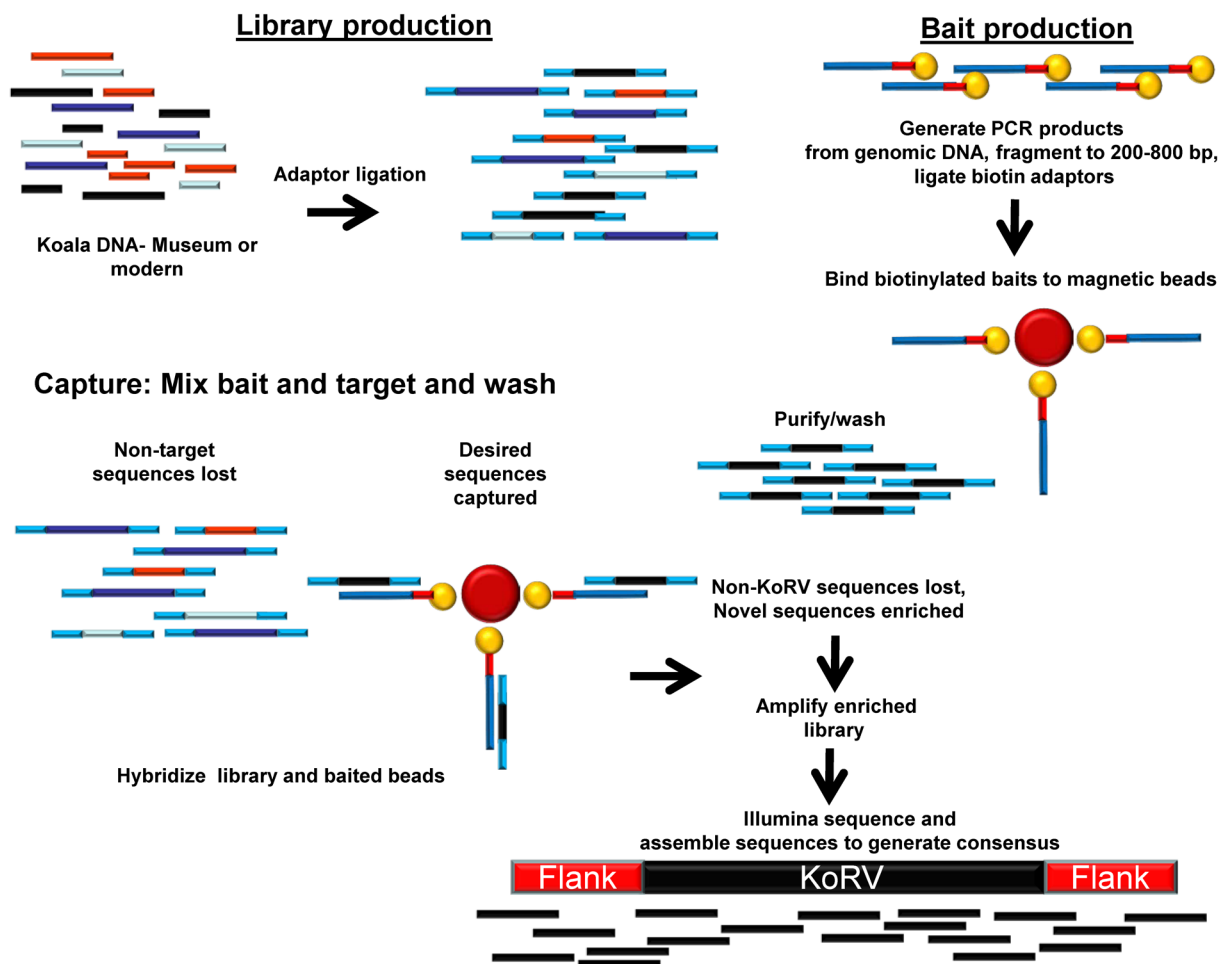 Library production
Adaptor ligation
Koala DNA- Museum or
modern
Bait production
Generate PCR products
from genomic DNA, fragment to 200-800 bp,
ligate biotin adaptors
Bind biotinylated baits to magnetic beads
Capture: Mix bait and target and wash
Non-target
sequences lost
Desired
sequences
captured
Hybridize  library and baited beads
Purify/wash
Non-KoRV sequences lost,
Novel sequences enriched
Amplify enriched
library
Illumina sequence and
assemble sequences to generate consensus
Flank KoRV Flank